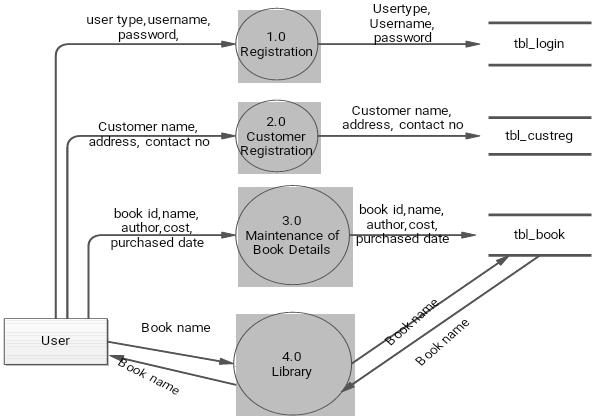 user type,username,
password,
1.0
Registration
Usertype,
Username,
password
tbl_login
Customer name,
address, contact no
2.0
Customer
Registration
Customer name,
address, contact no
tbl_custreg
book id,name,
author,cost,
purchased date
3.0
Maintenance of
Book Details
book id,name,
author,cost,
purchased date
tbl_book
User
Book name
Book name
4.0
Library
Book name
Book name